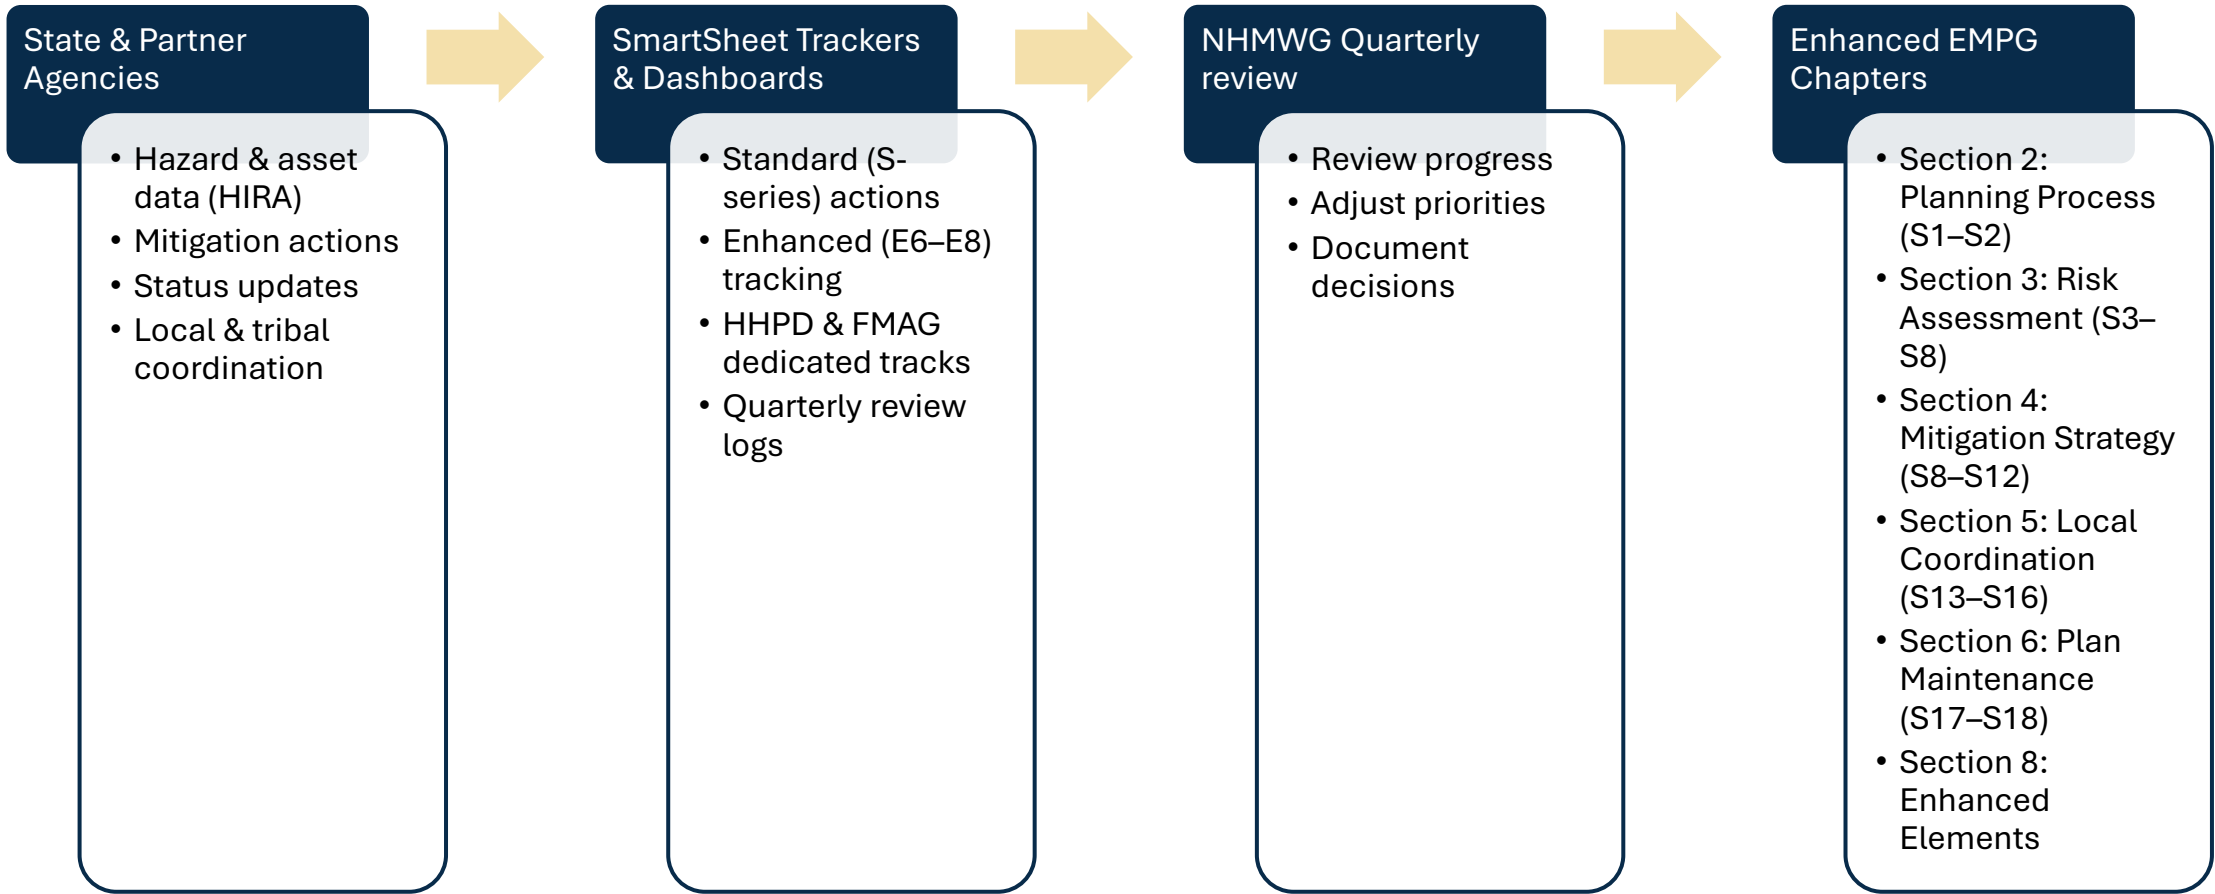 State & Partner
Agencies
• Hazard & asset
data (HIRA)
• Mitigation actions
• Status updates
• Local & tribal
coordination
SmartSheet Trackers
& Dashboards
• Standard (S-
series) actions
• Enhanced (E6–E8)
tracking
• HHPD & FMAG
dedicated tracks
• Quarterly review
logs
NHMWG Quarterly
review
• Review progress
• Adjust priorities
• Document
decisions
Enhanced EMPG
Chapters
• Section 2:
Planning Process
(S1–S2)
• Section 3: Risk
Assessment (S3–
S8)
• Section 4:
Mitigation Strategy
(S8–S12)
• Section 5: Local
Coordination
(S13–S16)
• Section 6: Plan
Maintenance
(S17–S18)
• Section 8:
Enhanced
Elements